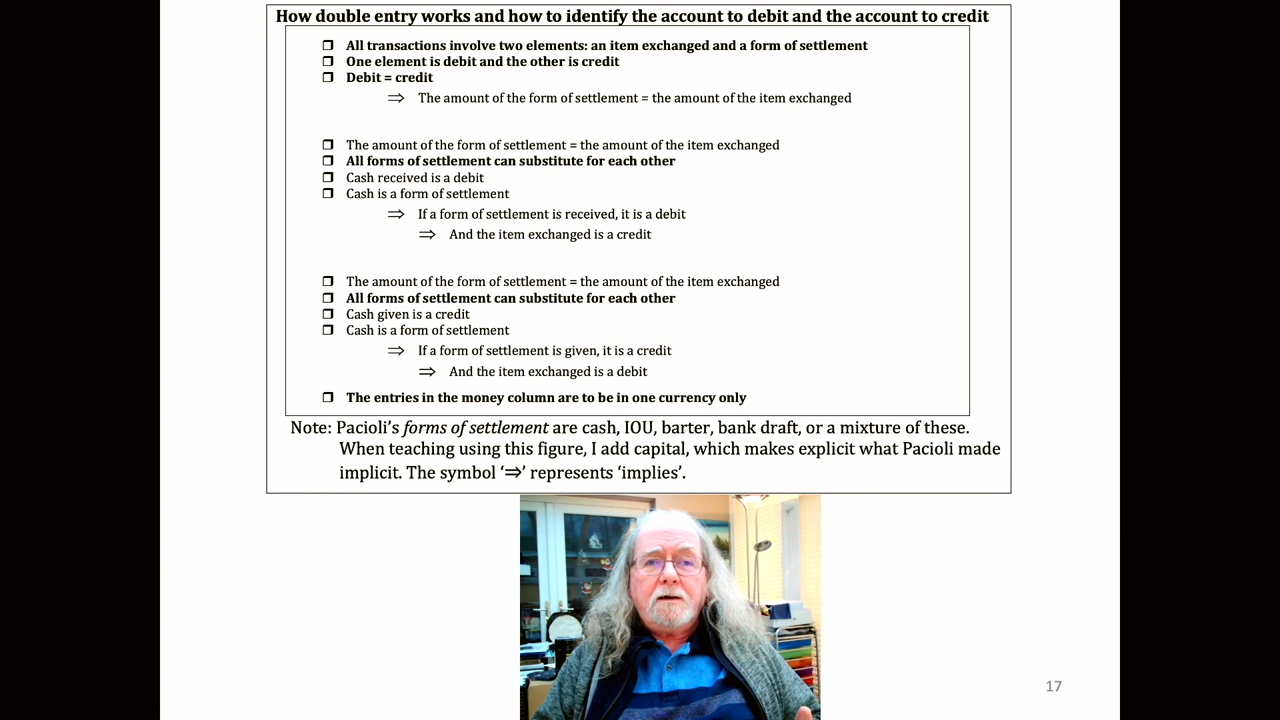 How double entry works and how to identify the account to debit and the account to credit
❒ All transactions involve two elements: an item exchanged and a form of settlement
❒ One element is debit and the other is credit
❒ Debit = credit
⇒ The amount of the form of settlement = the amount of the item exchanged
❒ The amount of the form of settlement = the amount of the item exchanged
❒ All forms of settlement can substitute for each other
❒ Cash received is a debit
❒ Cash is a form of settlement
⇒ If a form of settlement is received, it is a debit
⇒ And the item exchanged is a credit
❒ The amount of the form of settlement = the amount of the item exchanged
❒ All forms of settlement can substitute for each other
❒ Cash given is a credit
❒ Cash is a form of settlement
⇒ If a form of settlement is given, it is a credit
⇒ And the item exchanged is a debit
❒ The entries in the money column are to be in one currency only
Note: Pacioli’s forms of settlement are cash, IOU, barter, bank draft, or a mixture of these.
When teaching using this figure, I add capital, which makes explicit what Pacioli made
implicit. The symbol ‘⇒’ represents ‘implies’.
17